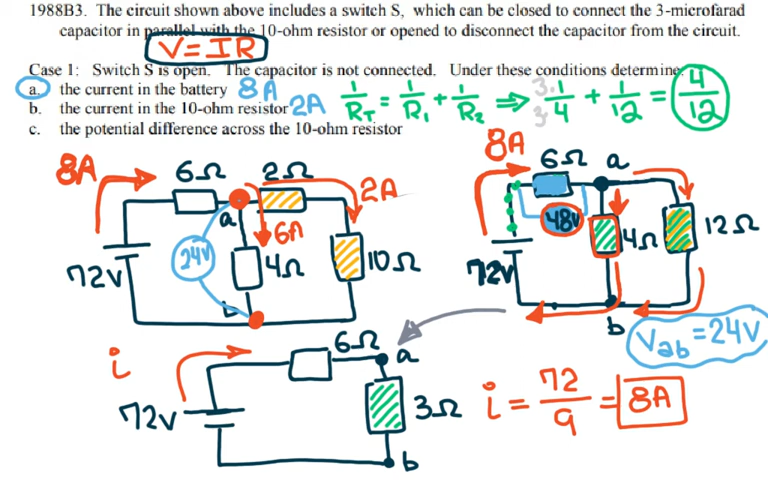 1988B3. The circuit shown above includes a switch S, which can be closed to connect the 3-microfarad
capacitor in parallel with the 10-ohm resistor or opened to disconnect the capacitor from the circuit.
V = IR
Case 1: Switch S is open. The capacitor is not connected. Under these conditions determine:
a. the current in the battery 8A
b. the current in the 10-ohm resistor 2A
c. the potential difference across the 10-ohm resistor
1/RT = 1/R1 + 1/R2 ⇒ 3·1/3·4 + 1/12 = 4/12
8A
6Ω
2Ω
2A
a
6A
24V
4Ω
10Ω
72V
b
8A
6Ω
a
48V
4Ω
12Ω
72V
b
Vab = 24V
i
6Ω
a
72V
3Ω
b
i = 72/9 = 8A